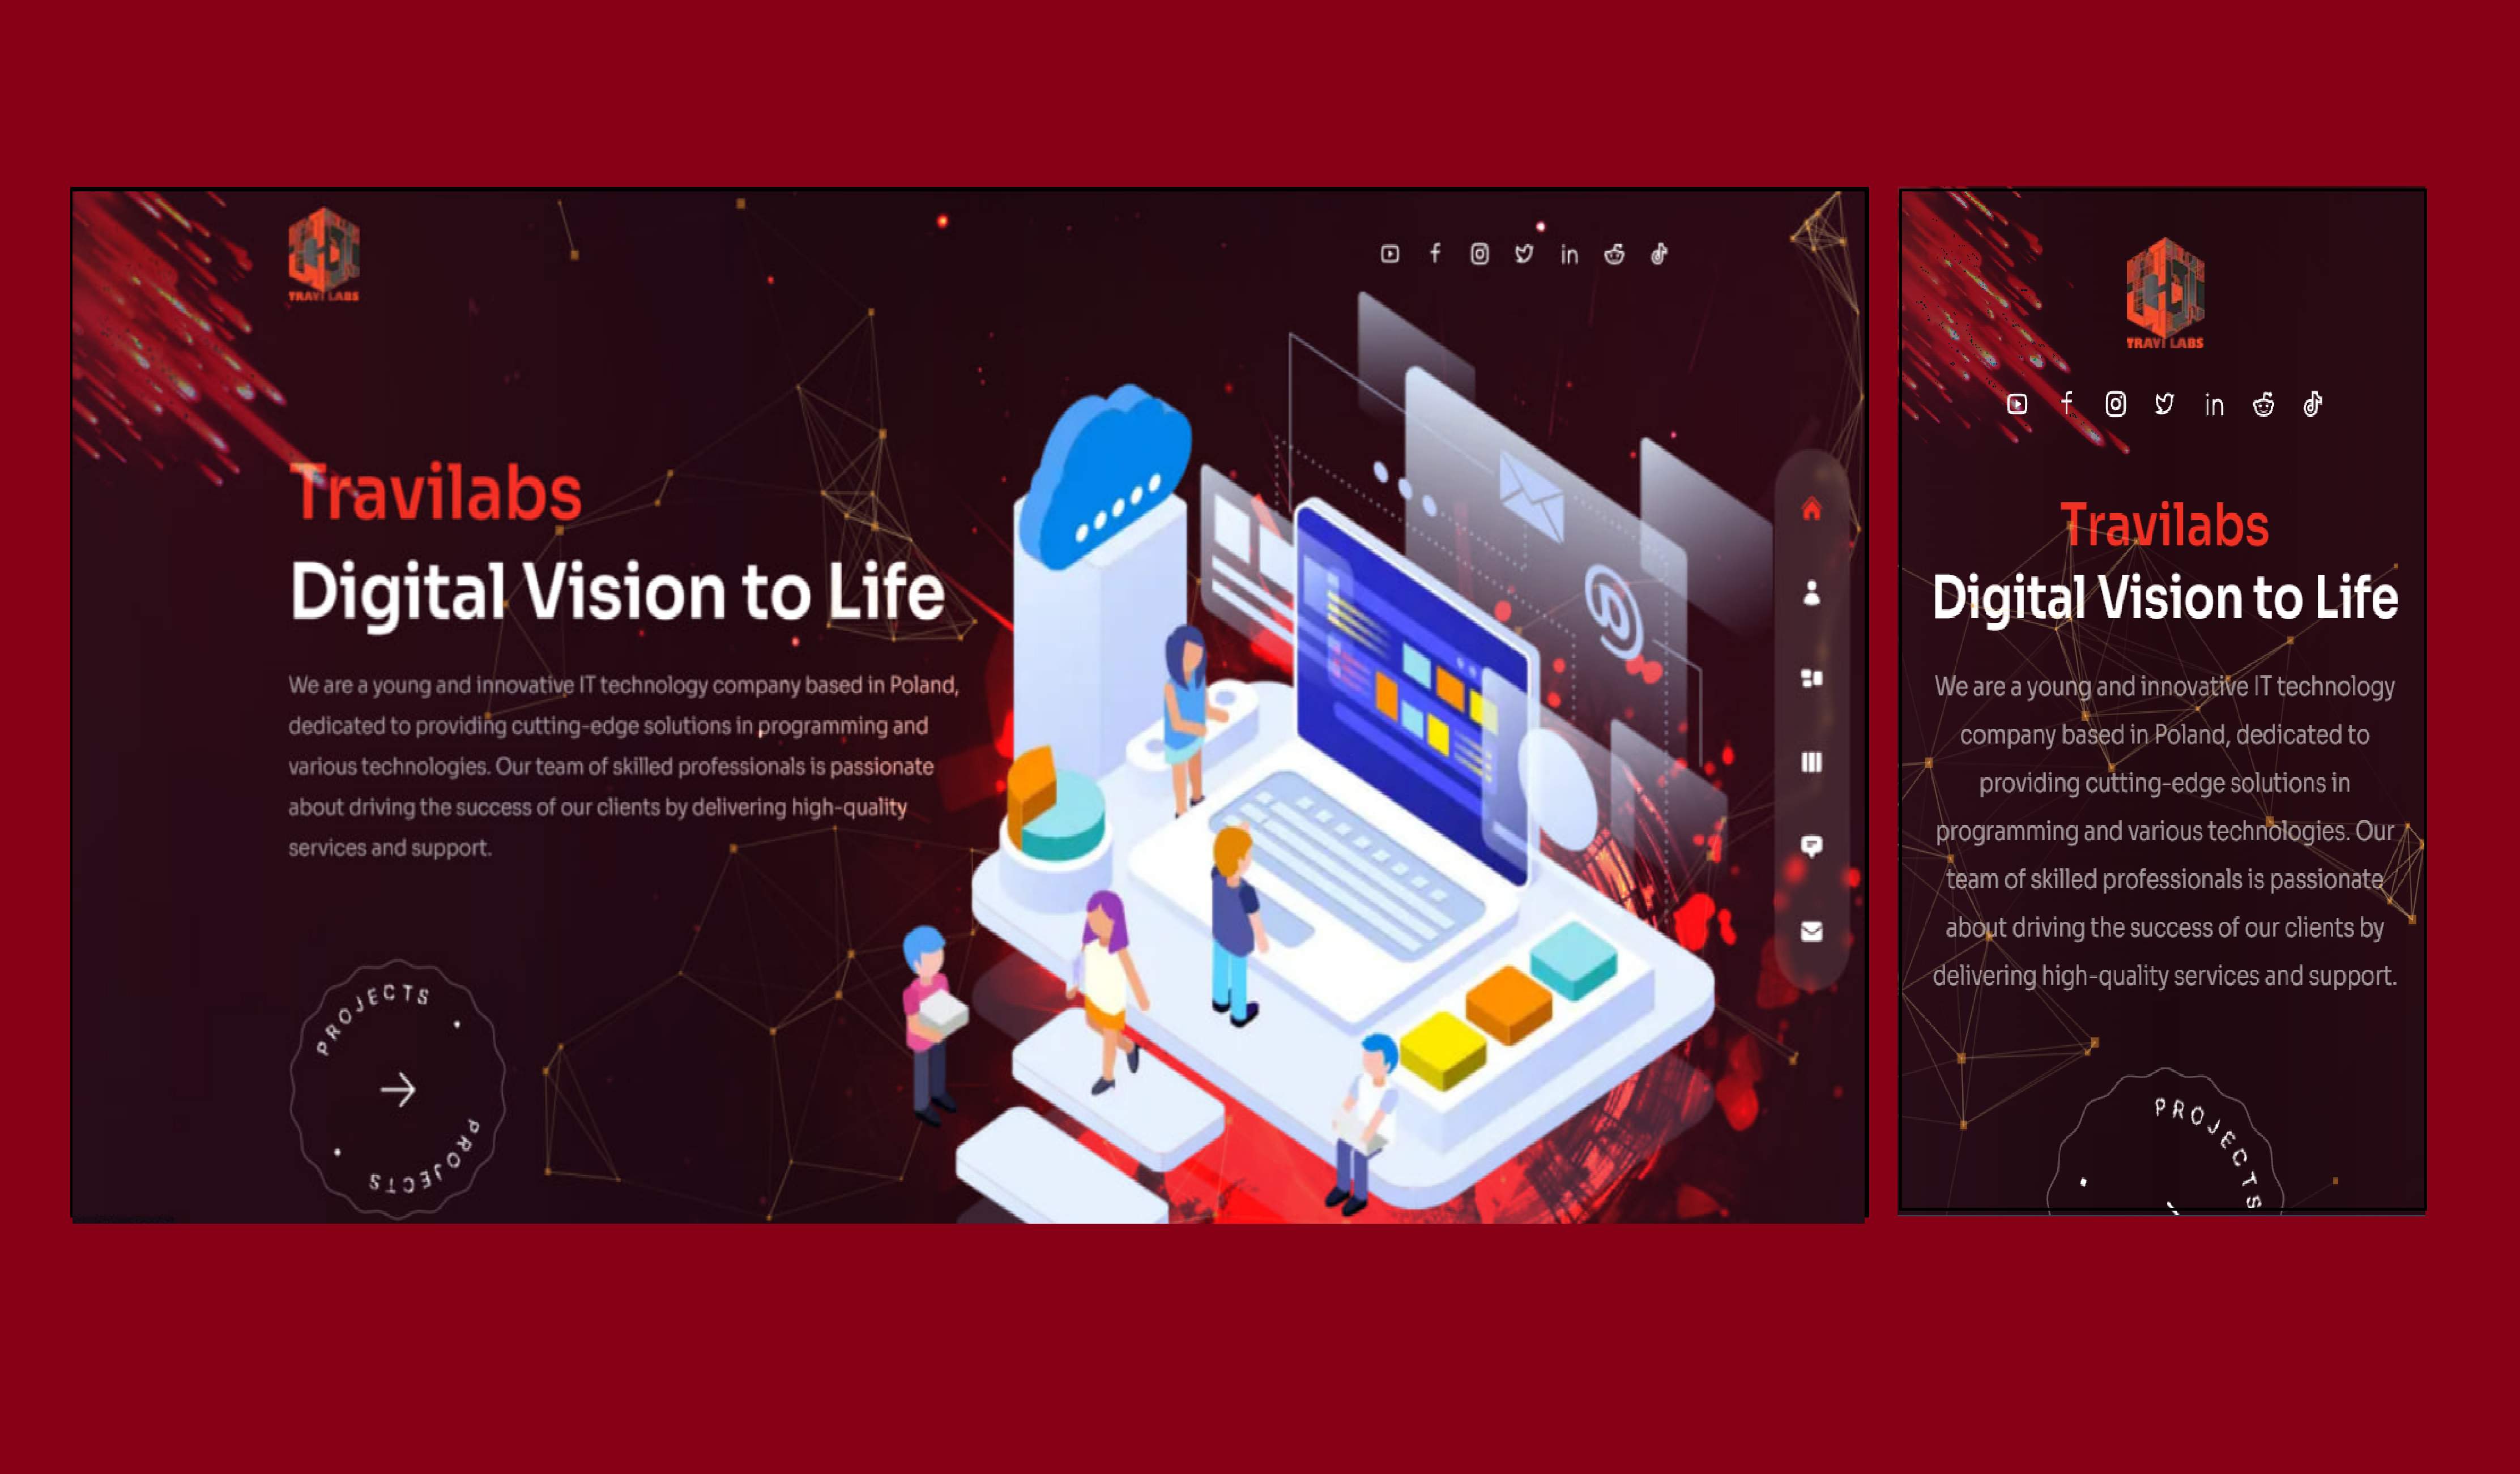 TRAVI LABS
Travilabs
Digital Vision to Life
We are a young and innovative IT technology company based in Poland,
dedicated to providing cutting-edge solutions in programming and
various technologies. Our team of skilled professionals is passionate
about driving the success of our clients by delivering high-quality
services and support.
PROJECTS
PROJECTS
TRAVI LABS
Travilabs
Digital Vision to Life
We are a young and innovative IT technology
company based in Poland, dedicated to
providing cutting-edge solutions in
programming and various technologies. Our
team of skilled professionals is passionate
about driving the success of our clients by
delivering high-quality services and support.
PROJECTS